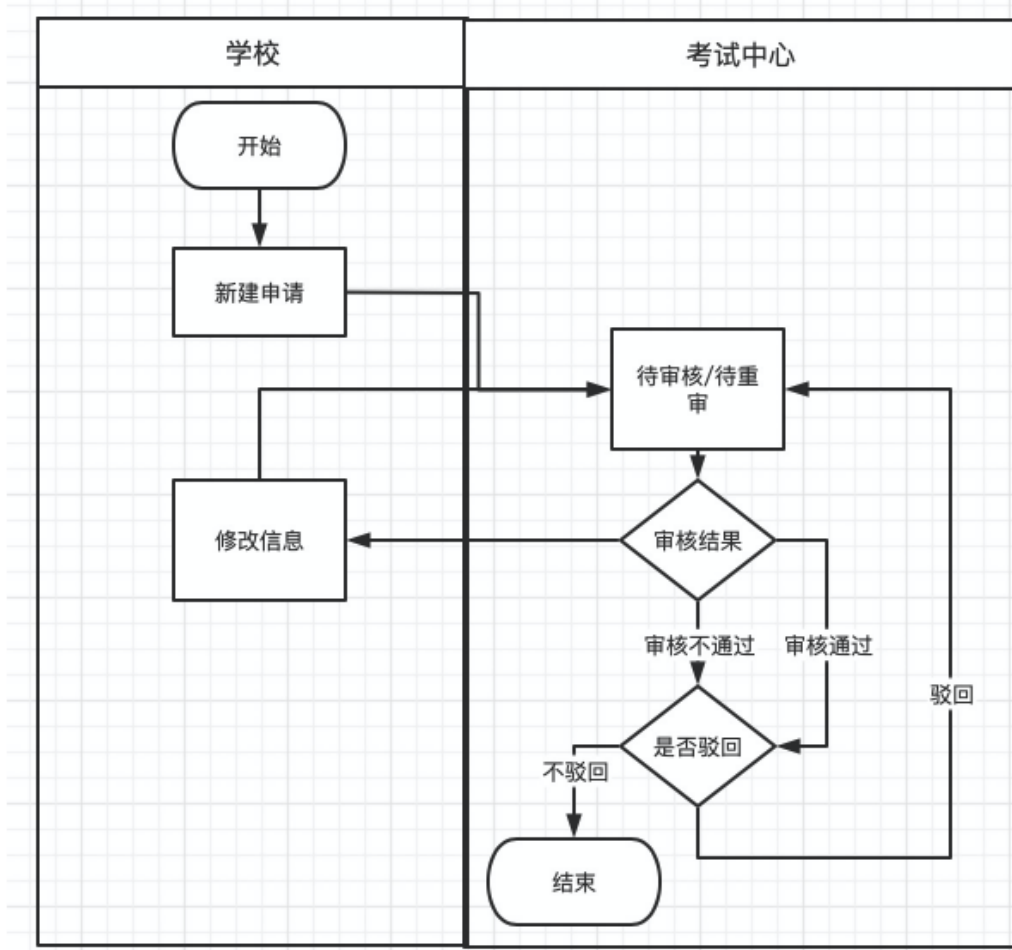 学校
考试中心
开始
新建申请
待审核/待重
审
修改信息
审核结果
审核不通过
审核通过
驳回
是否驳回
不驳回
结束